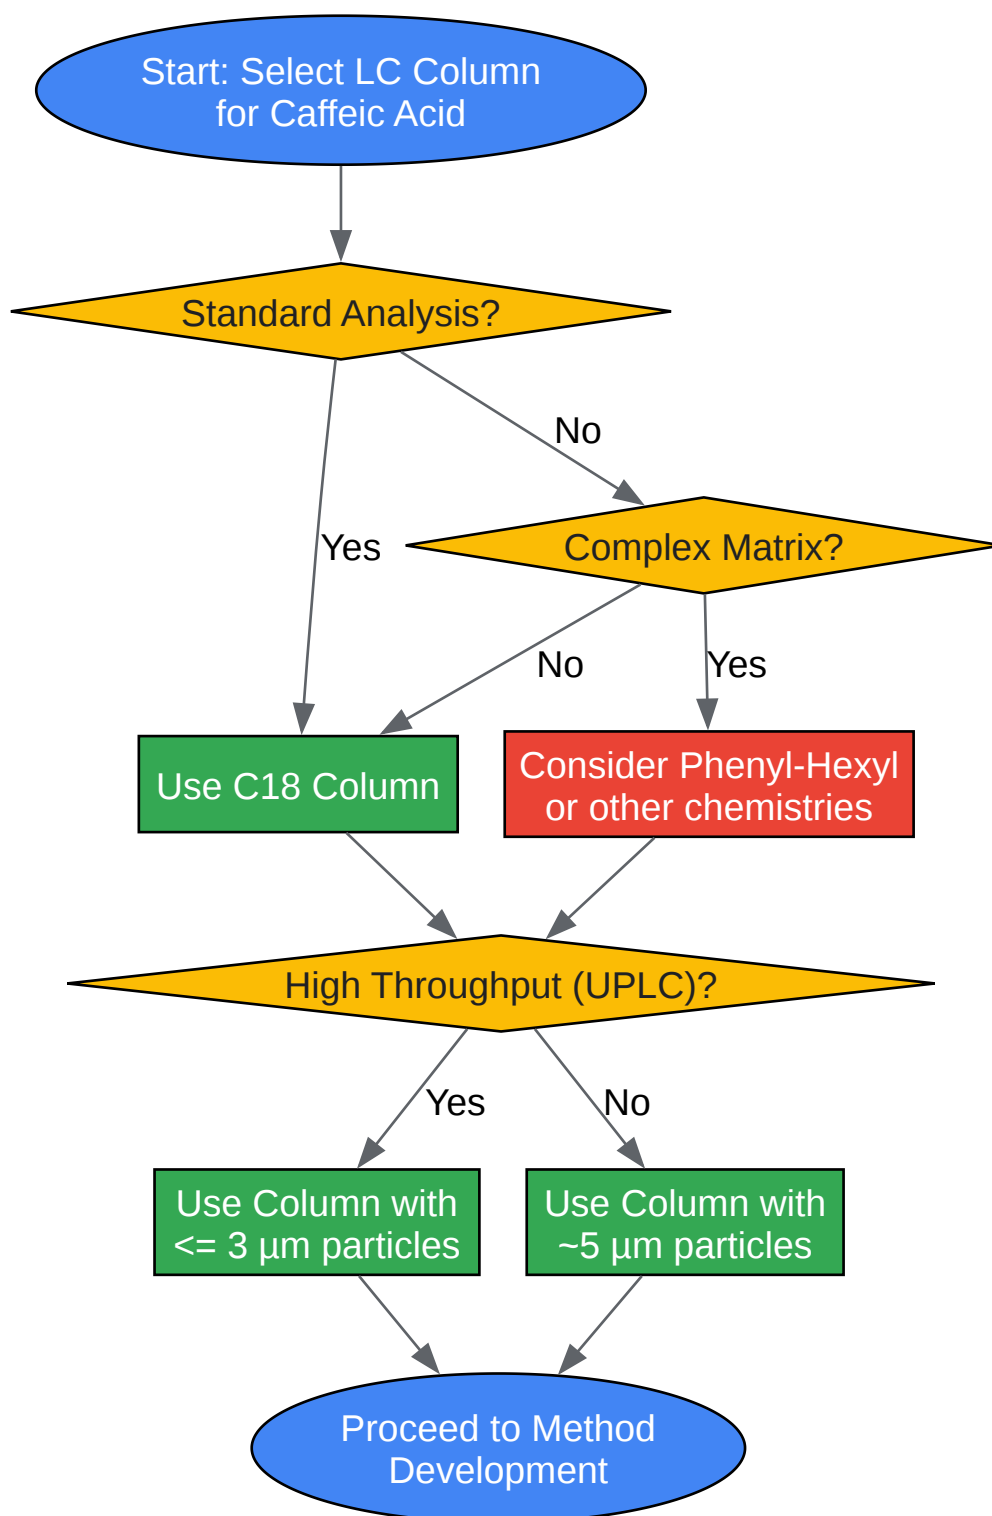 Start: Select LC Column
for Caffeic Acid
Standard Analysis?
No
Yes
Complex Matrix?
No
Yes
Use C18 Column
Consider Phenyl-Hexyl
or other chemistries
High Throughput (UPLC)?
Yes
No
Use Column with
<= 3 µm particles
Use Column with
~5 µm particles
Proceed to Method
Development